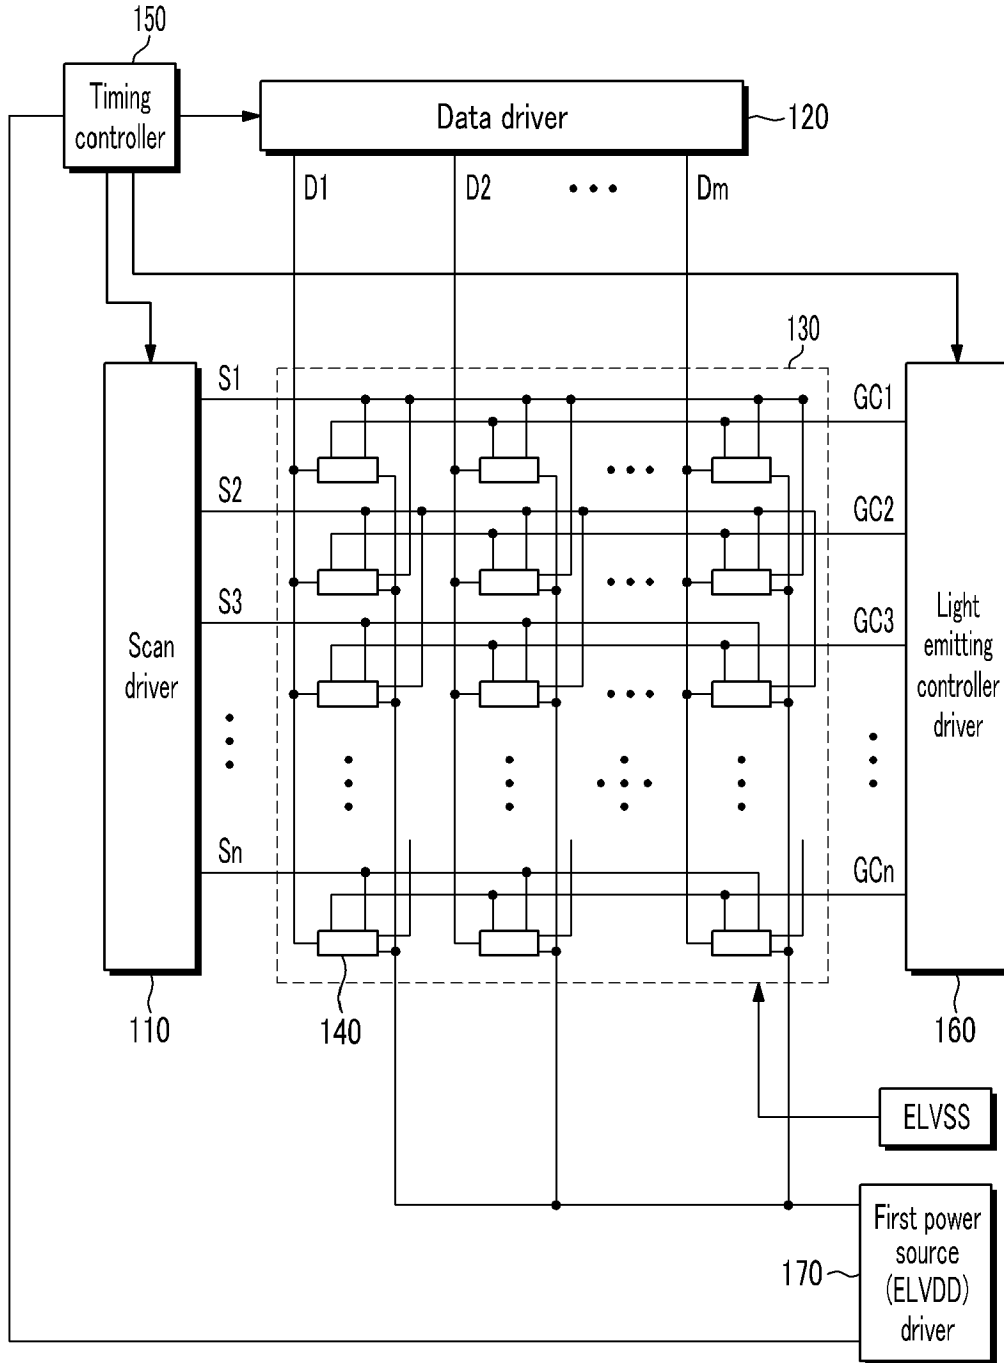 150
Timing
controller
Data driver
120
D1
D2
Dm
130
S1
GC1
S2
GC2
S3
GC3
Scan
driver
Light
emitting
controller
driver
Sn
GCn
110
140
160
ELVSS
First power
source
(ELVDD)
driver
170